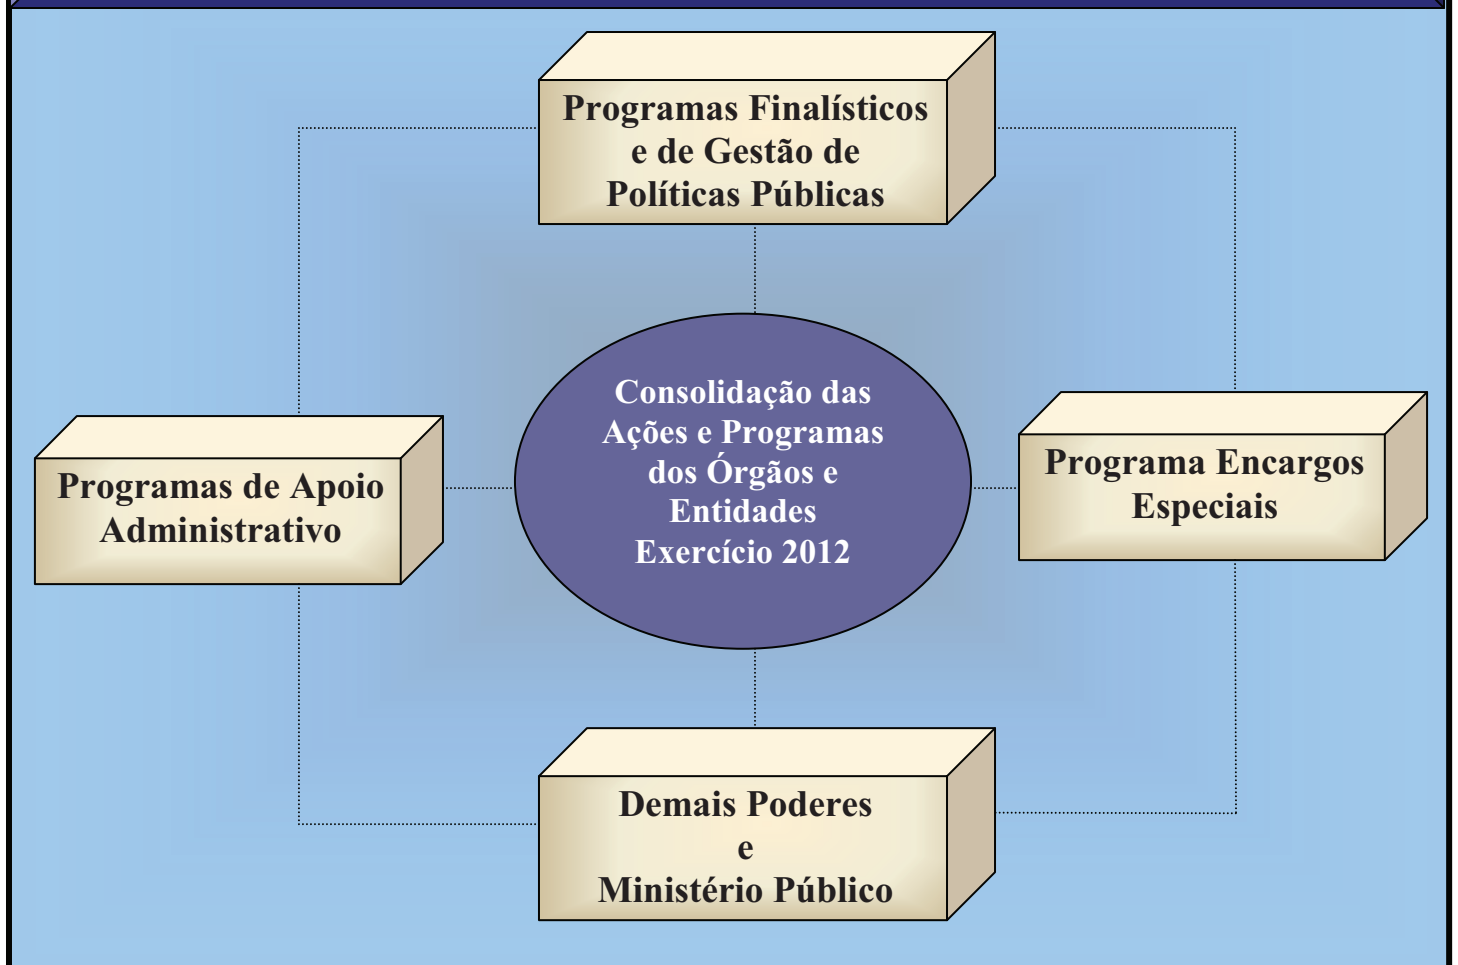 Programas Finalísticos
e de Gestão de
Políticas Públicas
Consolidação das
Ações e Programas
dos Órgãos e
Entidades
Exercício 2012
Programas de Apoio
Administrativo
Programa Encargos
Especiais
Demais Poderes
e
Ministério Público